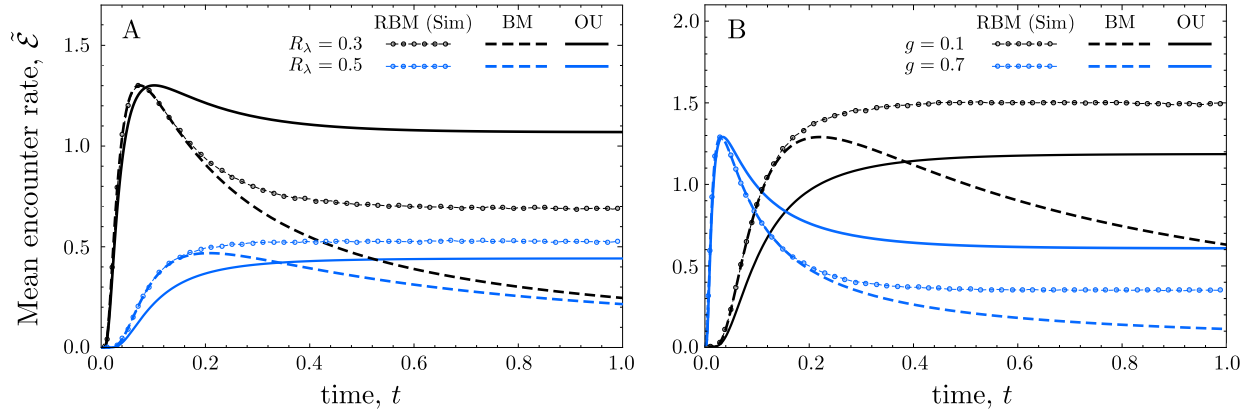 A
RBM (Sim) BM OU
R_λ = 0.3
R_λ = 0.5
Mean encounter rate, ℰ̃
1.5
1.0
0.5
0.0
0.0 0.2 0.4 0.6 0.8 1.0
time, t
B
RBM (Sim) BM OU
g = 0.1
g = 0.7
2.0
1.5
1.0
0.5
0.0
0.0 0.2 0.4 0.6 0.8 1.0
time, t